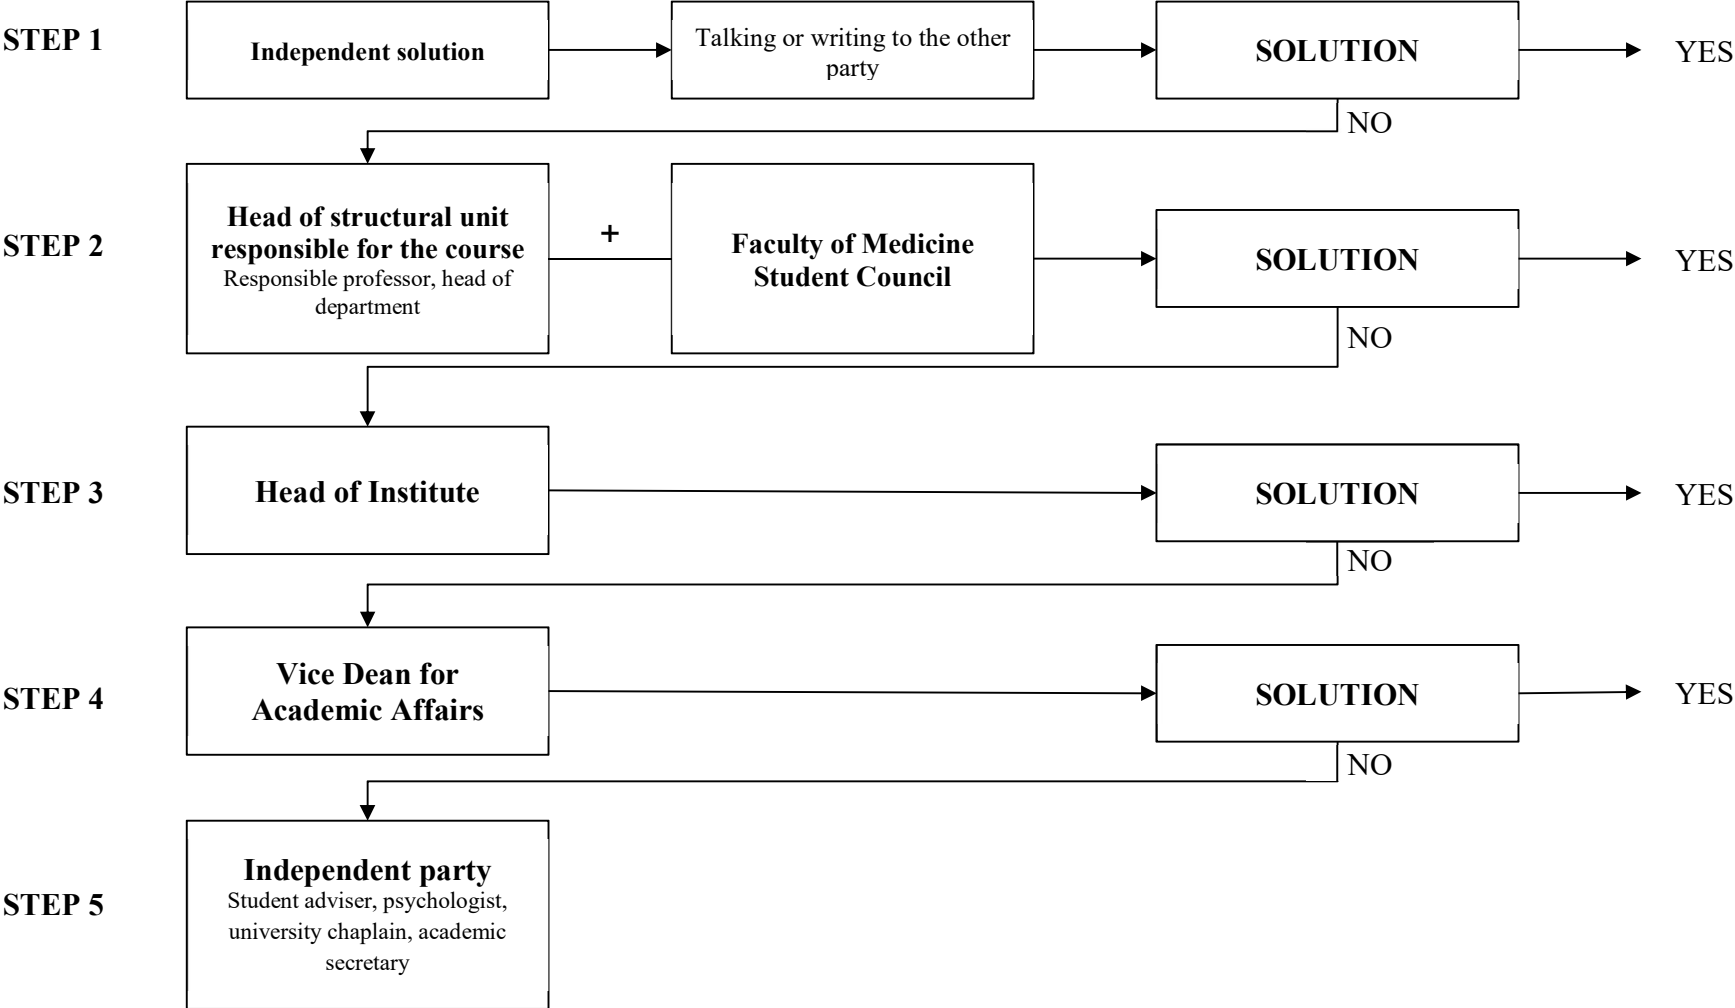 STEP 1
Independent solution
Talking or writing to the other
party
SOLUTION
YES
NO
STEP 2
Head of structural unit
responsible for the course
Responsible professor, head of
department
+
Faculty of Medicine
Student Council
SOLUTION
YES
NO
STEP 3
Head of Institute
SOLUTION
YES
NO
STEP 4
Vice Dean for
Academic Affairs
SOLUTION
YES
NO
STEP 5
Independent party
Student adviser, psychologist,
university chaplain, academic
secretary